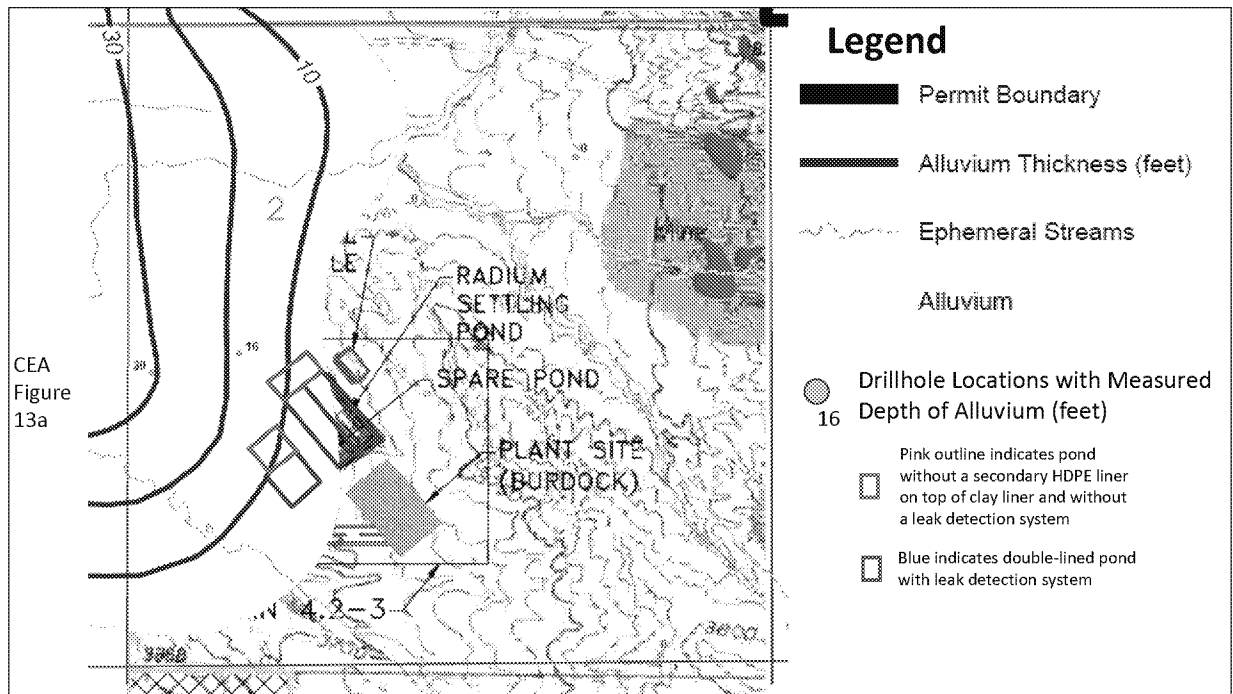 CEA
Figure
13a
30
10
2
LE
16
RADIUM
SETTLING
POND
SPARE POND
PLANT SITE
(BURDOCK)
4.2-3
Legend
Permit Boundary
Alluvium Thickness (feet)
Ephemeral Streams
Alluvium
16
Drillhole Locations with Measured
Depth of Alluvium (feet)
Pink outline indicates pond
without a secondary HDPE liner
on top of clay liner and without
a leak detection system
Blue indicates double-lined pond
with leak detection system